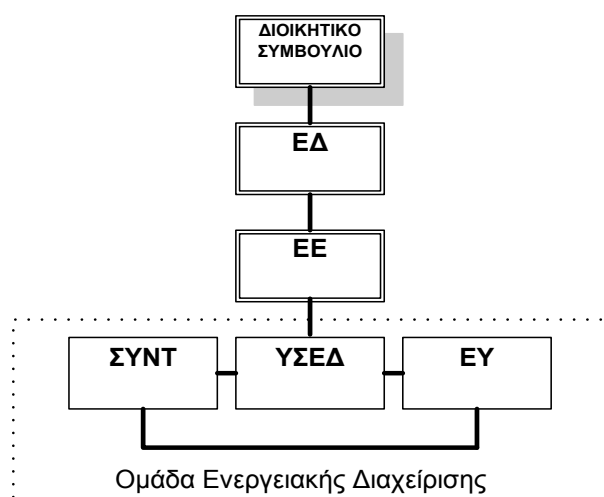 ΔΙΟΙΚΗΤΙΚΟ
ΣΥΜΒΟΥΛΙΟ
ΕΔ
ΕΕ
ΣΥΝΤ ΥΣΕΔ ΕΥ
Ομάδα Ενεργειακής Διαχείρισης